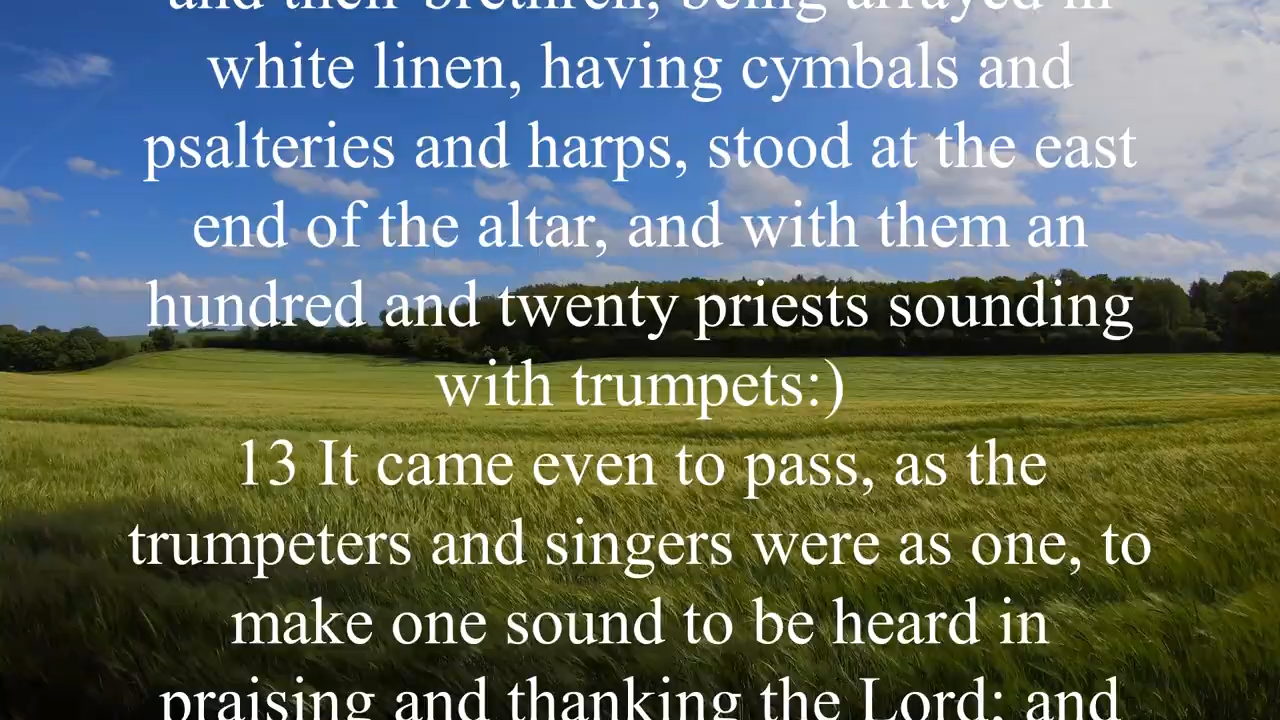 and their brethren, being arrayed in
white linen, having cymbals and
psalteries and harps, stood at the east
end of the altar, and with them an
hundred and twenty priests sounding
with trumpets:)
13 It came even to pass, as the
trumpeters and singers were as one, to
make one sound to be heard in
praising and thanking the Lord; and